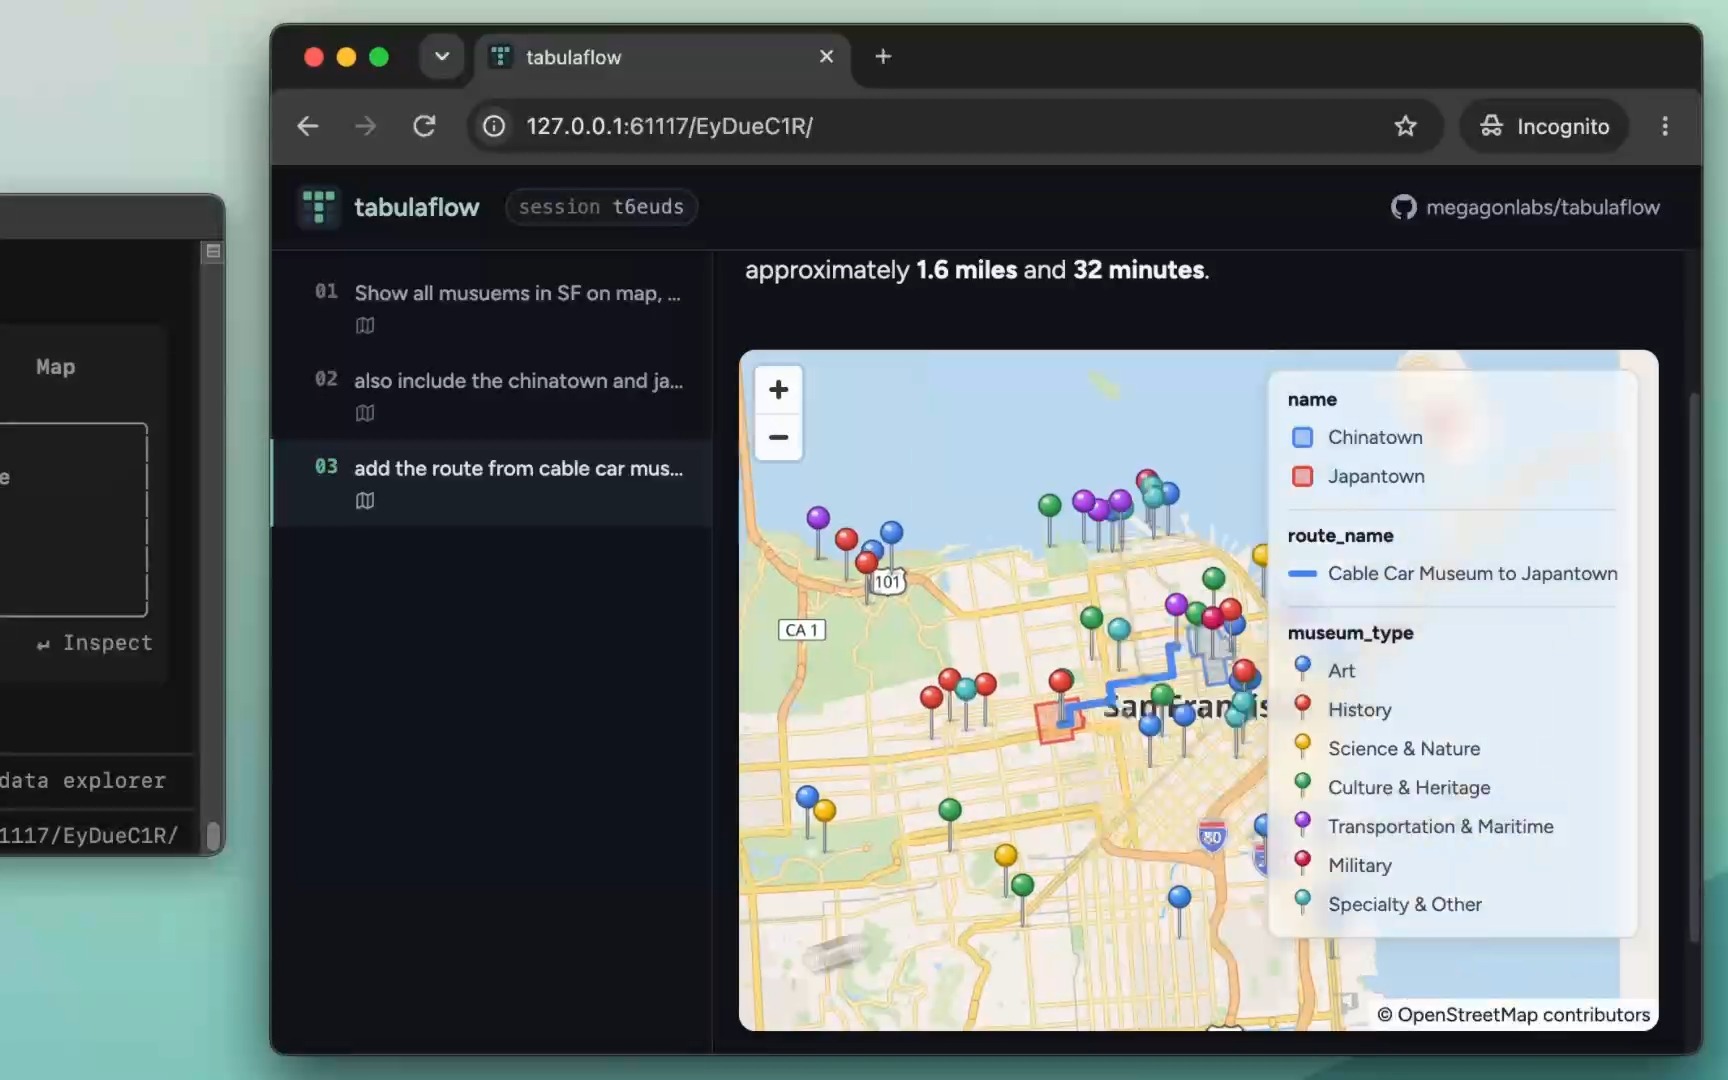 tabulaflow
127.0.0.1:61117/EyDueC1R/
Incognito
tabulaflow
session t6euds
megagonlabs/tabulaflow
Map
e
↵ Inspect
data explorer
1117/EyDueC1R/
01 Show all musuems in SF on map, ...
02 also include the chinatown and ja...
03 add the route from cable car mus...
approximately 1.6 miles and 32 minutes.
+
−
101
CA 1
San Francis
80
name
Chinatown
Japantown
route_name
Cable Car Museum to Japantown
museum_type
Art
History
Science & Nature
Culture & Heritage
Transportation & Maritime
Military
Specialty & Other
© OpenStreetMap contributors